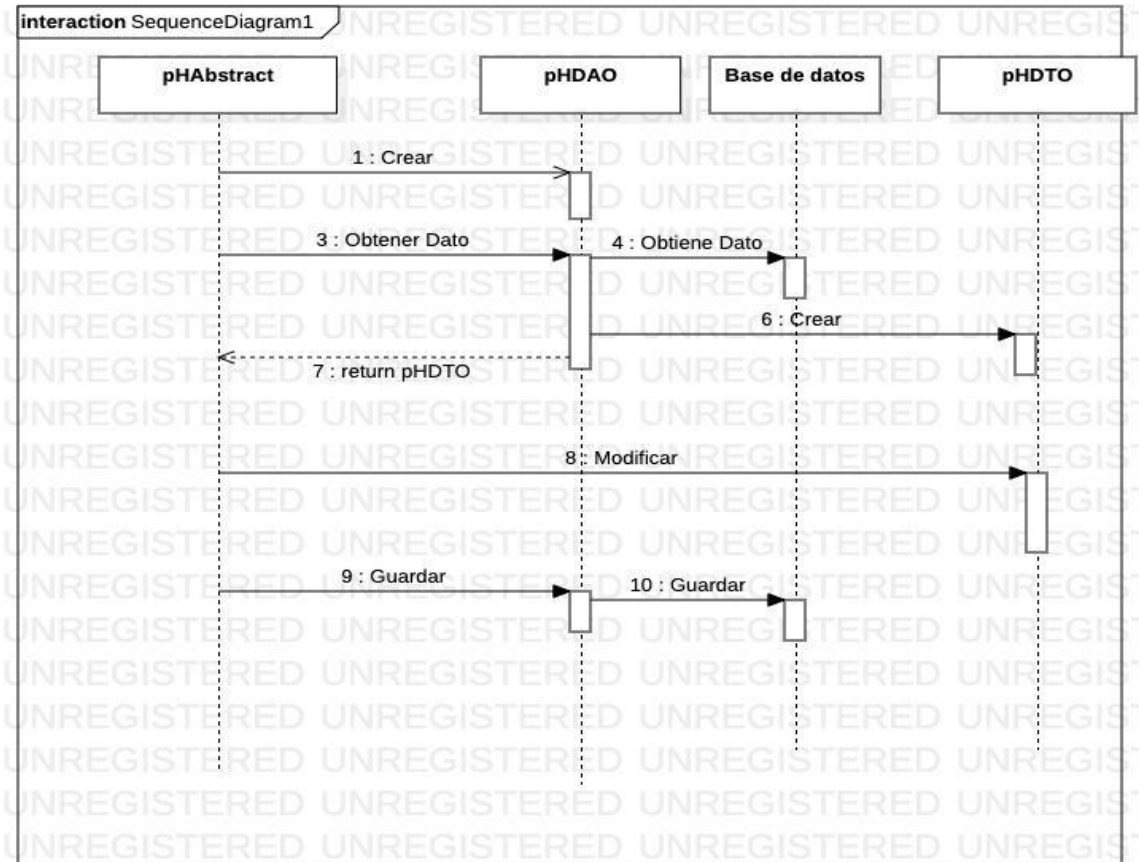 interaction SequenceDiagram1
pHAbstract
pHDAO
Base de datos
pHDTO
1 : Crear
3 : Obtener Dato
4 : Obtiene Dato
6 : Crear
7 : return pHDTO
8 : Modificar
9 : Guardar
10 : Guardar
UNREGISTERED